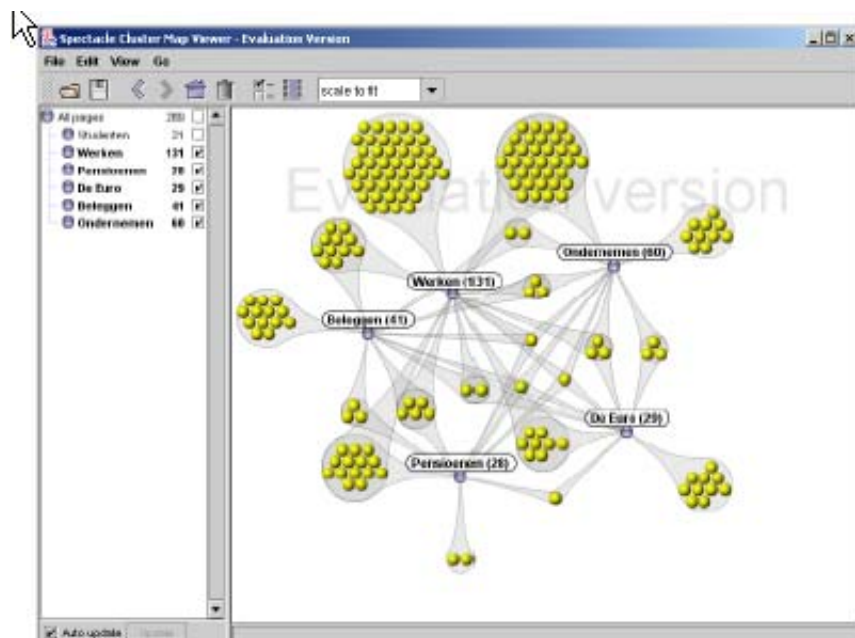 Spectacle Cluster Map Viewer - Evaluation Version
File Edit View Go
scale to fit
All pages
Studenten 21
Werken 131
Pensioenen 28
De Euro 29
Beleggen 41
Ondernemen 60
Evaluation version
Ondernemen (60)
Werken (131)
Beleggen (41)
De Euro (29)
Pensioenen (28)
Auto update